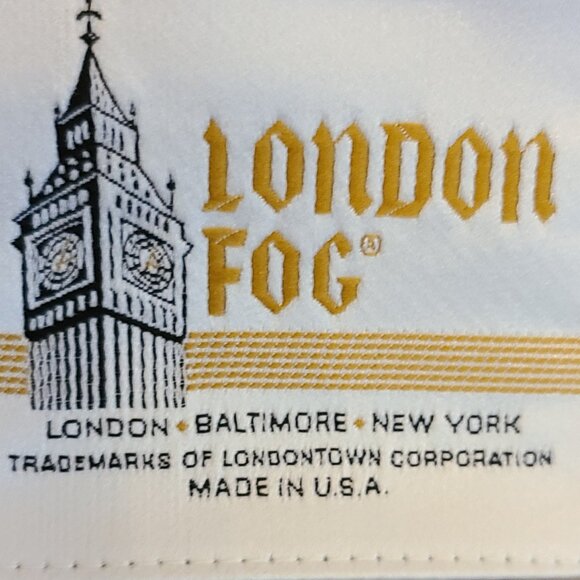 LONDON
FOG®
LONDON • BALTIMORE • NEW YORK
TRADEMARKS OF LONDONTOWN CORPORATION
MADE IN U.S.A.